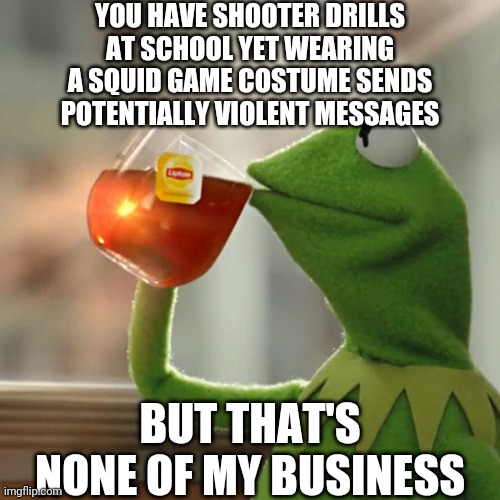 YOU HAVE SHOOTER DRILLS
AT SCHOOL YET WEARING
A SQUID GAME COSTUME SENDS
POTENTIALLY VIOLENT MESSAGES
Lipton
BUT THAT'S
NONE OF MY BUSINESS
imgflip.com